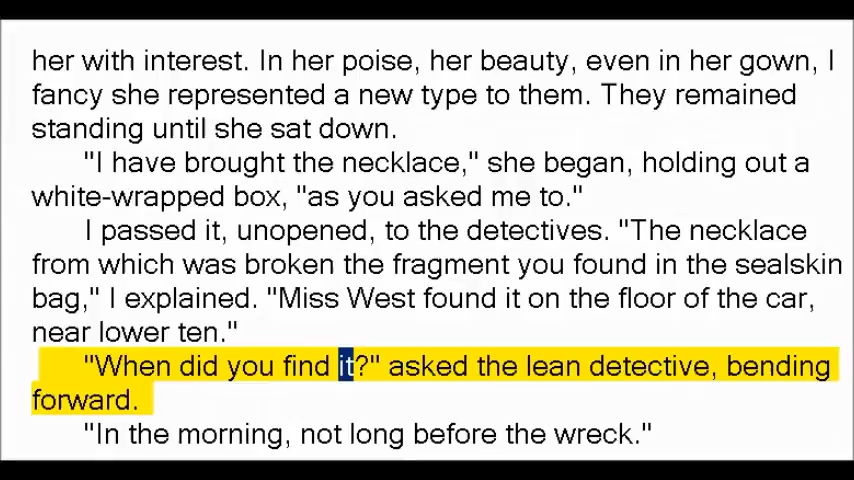 her with interest. In her poise, her beauty, even in her gown, I
fancy she represented a new type to them. They remained
standing until she sat down.
"I have brought the necklace," she began, holding out a
white-wrapped box, "as you asked me to."
I passed it, unopened, to the detectives. "The necklace
from which was broken the fragment you found in the sealskin
bag," I explained. "Miss West found it on the floor of the car,
near lower ten."
"When did you find it?" asked the lean detective, bending
forward.
"In the morning, not long before the wreck."